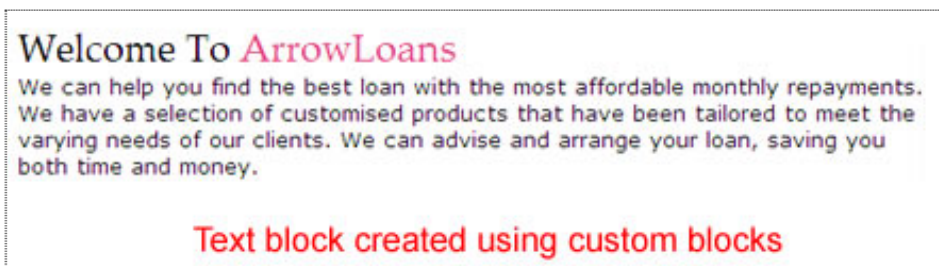 Welcome To ArrowLoans
We can help you find the best loan with the most affordable monthly repayments.
We have a selection of customised products that have been tailored to meet the
varying needs of our clients. We can advise and arrange your loan, saving you
both time and money.
Text block created using custom blocks